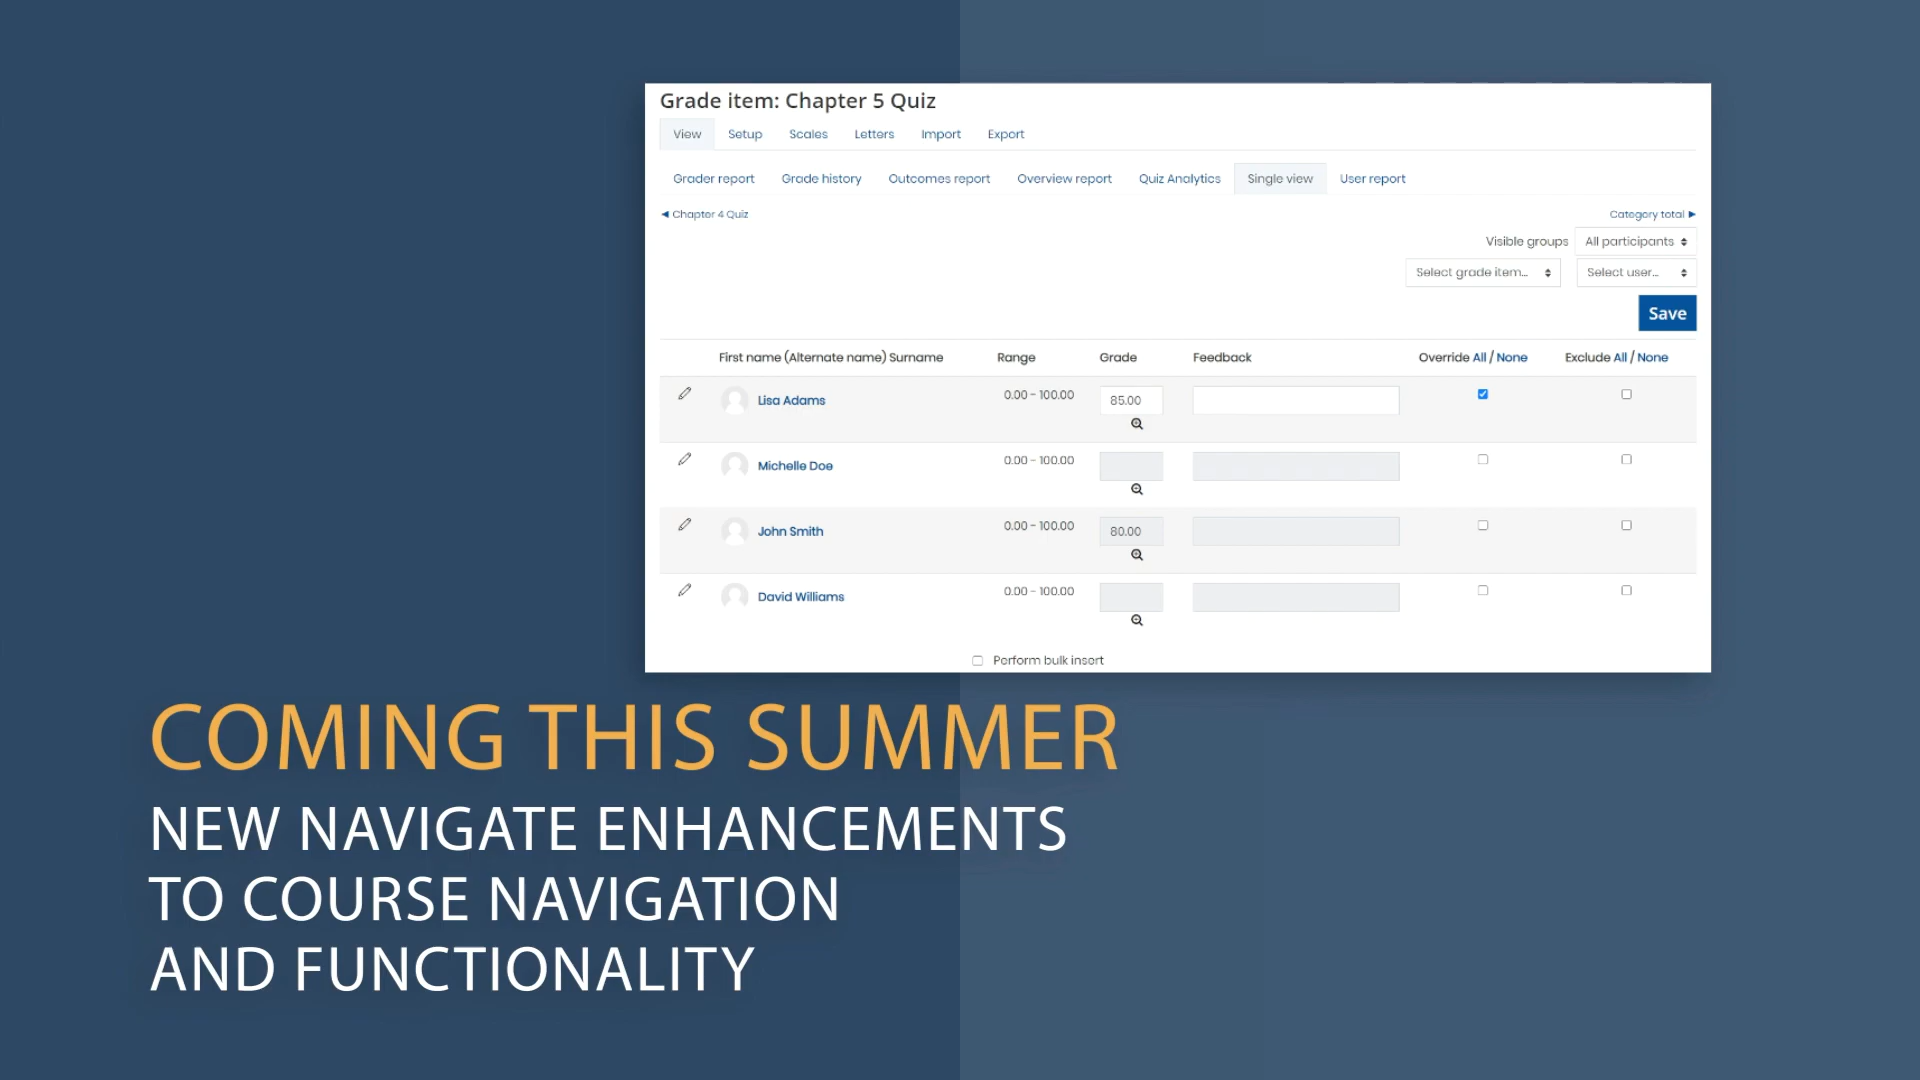 Grade item: Chapter 5 Quiz
View Setup Scales Letters Import Export
Grader report Grade history Outcomes report Overview report Quiz Analytics Single view User report
◄ Chapter 4 Quiz Category total ►
Visible groups All participants
Select grade item... Select user...
Save
First name (Alternate name) Surname Range Grade Feedback Override All / None Exclude All / None
Lisa Adams 0.00 - 100.00 85.00
Michelle Doe 0.00 - 100.00
John Smith 0.00 - 100.00 80.00
David Williams 0.00 - 100.00
Perform bulk insert
COMING THIS SUMMER
NEW NAVIGATE ENHANCEMENTS
TO COURSE NAVIGATION
AND FUNCTIONALITY